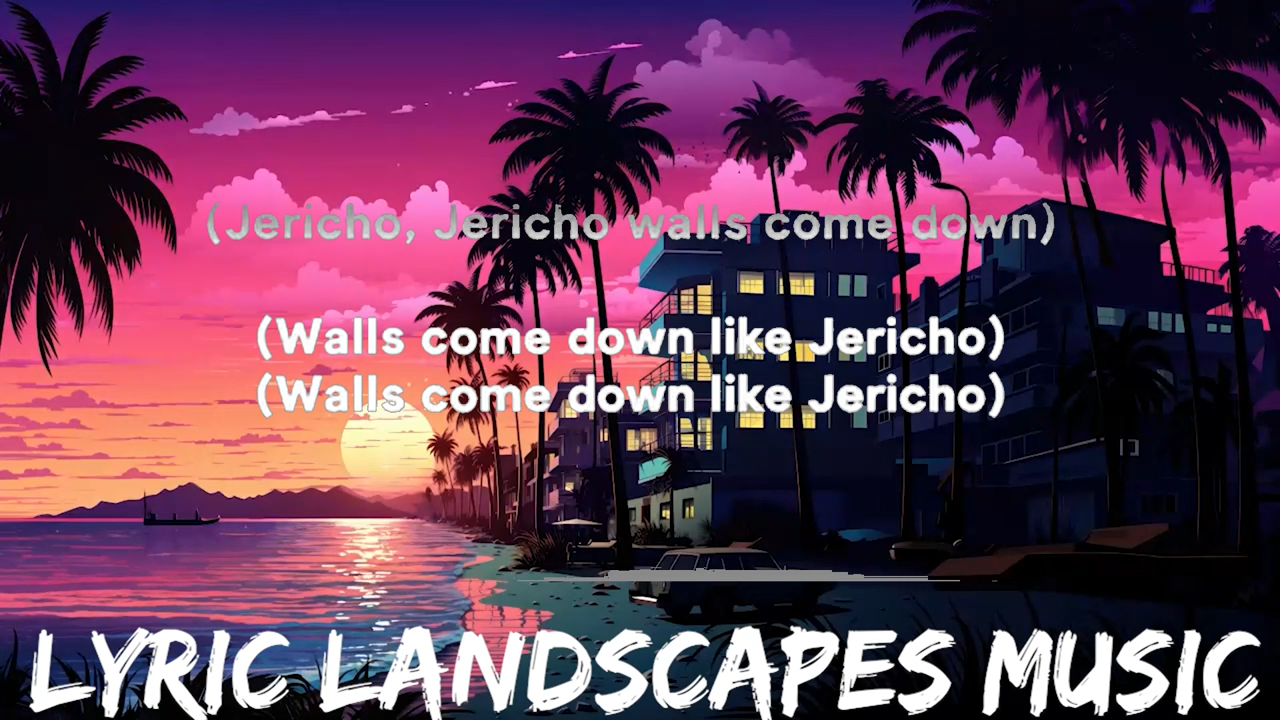 (Jericho, Jericho walls come down)
(Walls come down like Jericho)
(Walls come down like Jericho)
LYRIC LANDSCAPES MUSIC